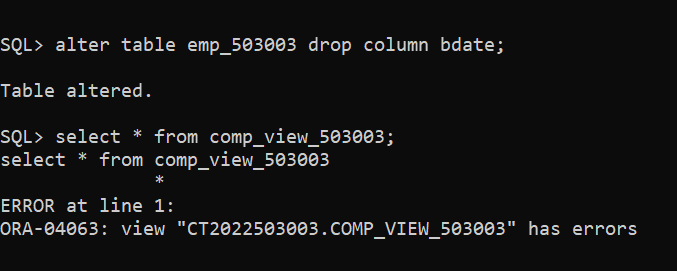 SQL> alter table emp_503003 drop column bdate;
Table altered.
SQL> select * from comp_view_503003;
select * from comp_view_503003
*
ERROR at line 1:
ORA-04063: view "CT2022503003.COMP_VIEW_503003" has errors